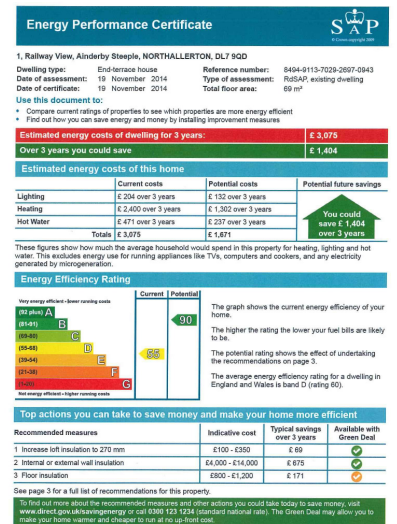 Energy Performance Certificate
SAP
© Crown copyright 2009
1, Railway View, Ainderby Steeple, NORTHALLERTON, DL7 9QD
Dwelling type: End-terrace house Reference number: 8494-9113-7029-2697-0943
Date of assessment: 19 November 2014 Type of assessment: RdSAP, existing dwelling
Date of certificate: 19 November 2014 Total floor area: 69 m²
Use this document to:
• Compare current ratings of properties to see which properties are more energy efficient
• Find out how you can save energy and money by installing improvement measures
Estimated energy costs of dwelling for 3 years: £ 3,075
Over 3 years you could save £ 1,404
Estimated energy costs of this home
Current costs Potential costs Potential future savings
Lighting £ 204 over 3 years £ 132 over 3 years
Heating £ 2,400 over 3 years £ 1,302 over 3 years
Hot Water £ 471 over 3 years £ 237 over 3 years
Totals £ 3,075 £ 1,671
You could
save £ 1,404
over 3 years
These figures show how much the average household would spend in this property for heating, lighting and hot
water. This excludes energy use for running appliances like TVs, computers and cookers, and any electricity
generated by microgeneration.
Energy Efficiency Rating
Current Potential
Very energy efficient - lower running costs
(92 plus) A
(81-91) B
(69-80) C
(55-68) D
(39-54) E
(21-38) F
(1-20) G
Not energy efficient - higher running costs
55
90
The graph shows the current energy efficiency of your
home.
The higher the rating the lower your fuel bills are likely
to be.
The potential rating shows the effect of undertaking
the recommendations on page 3.
The average energy efficiency rating for a dwelling in
England and Wales is band D (rating 60).
Top actions you can take to save money and make your home more efficient
Recommended measures Indicative cost Typical savings over 3 years Available with Green Deal
1 Increase loft insulation to 270 mm £100 - £350 £ 69
2 Internal or external wall insulation £4,000 - £14,000 £ 675
3 Floor insulation £800 - £1,200 £ 171
See page 3 for a full list of recommendations for this property.
To find out more about the recommended measures and other actions you could take today to save money, visit
www.direct.gov.uk/savingenergy or call 0300 123 1234 (standard national rate). The Green Deal may allow you to
make your home warmer and cheaper to run at no up-front cost.